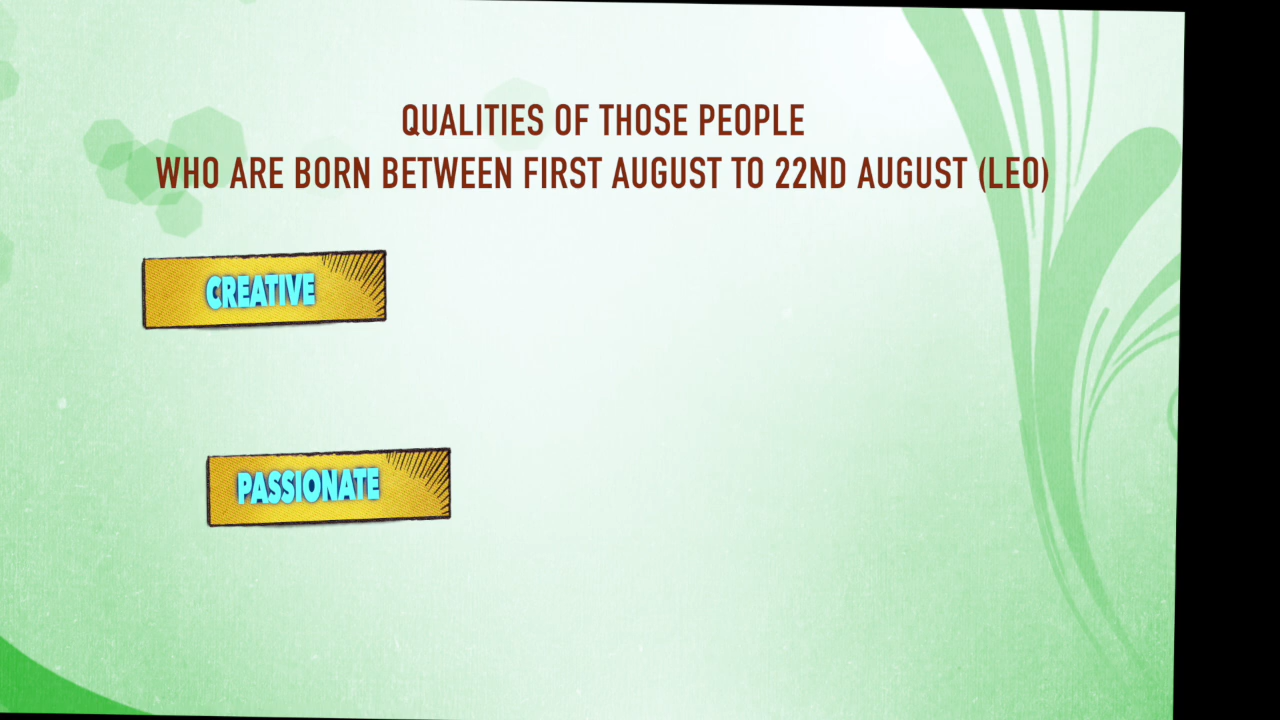 QUALITIES OF THOSE PEOPLE
WHO ARE BORN BETWEEN FIRST AUGUST TO 22ND AUGUST (LEO)
CREATIVE
PASSIONATE